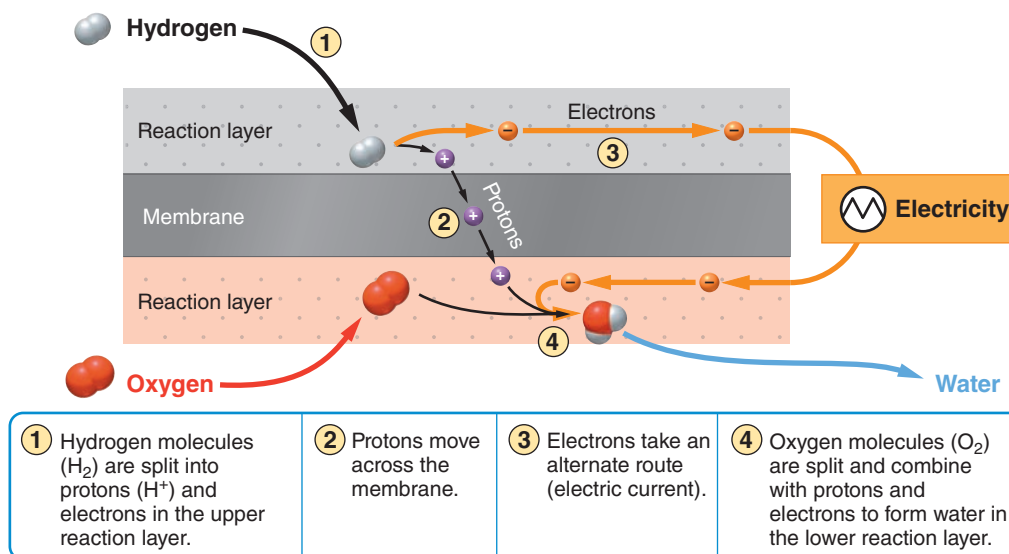 Hydrogen
1
Reaction layer
Electrons
−
−
3
+
Membrane
2
+
Protons
Electricity
+
−
−
Reaction layer
4
Oxygen
Water
1 Hydrogen molecules
(H₂) are split into
protons (H⁺) and
electrons in the upper
reaction layer.
2 Protons move
across the
membrane.
3 Electrons take an
alternate route
(electric current).
4 Oxygen molecules (O₂)
are split and combine
with protons and
electrons to form water in
the lower reaction layer.